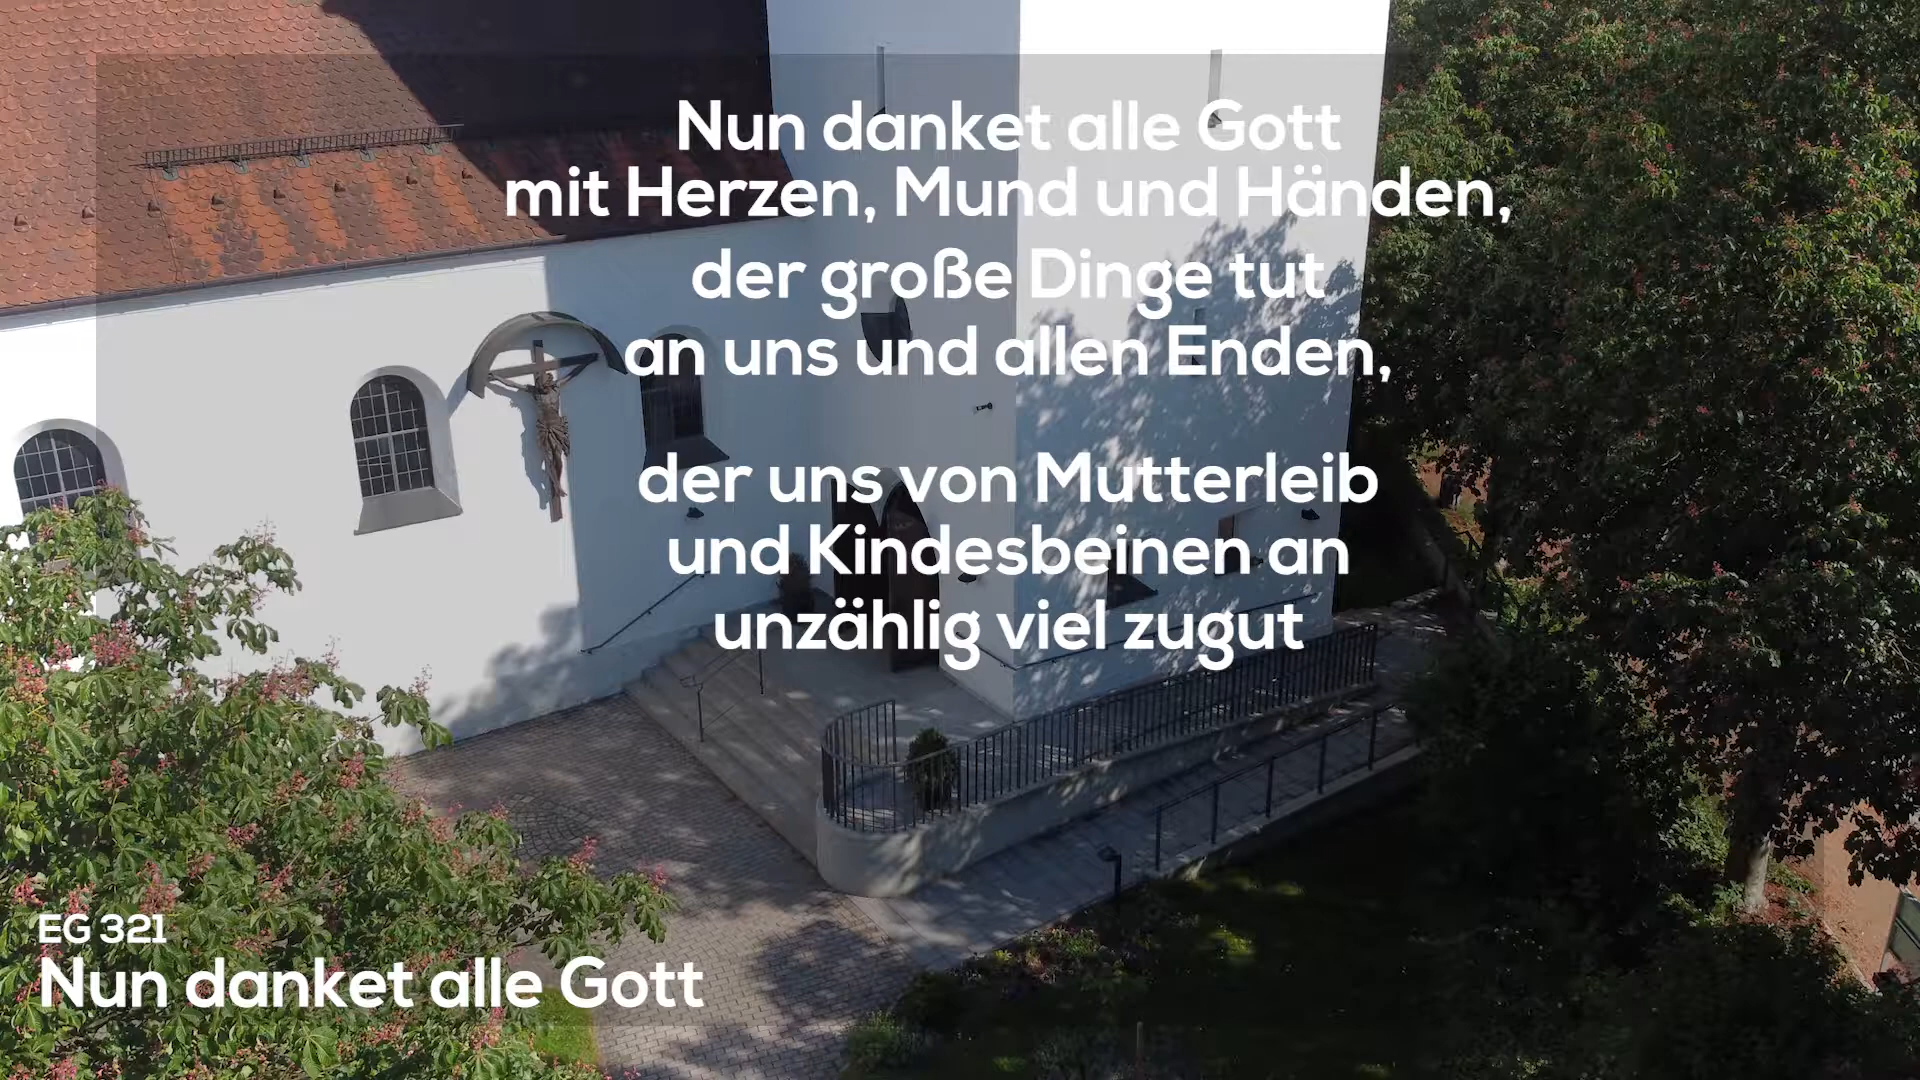 Nun danket alle Gott
mit Herzen, Mund und Händen,
der große Dinge tut
an uns und allen Enden,
der uns von Mutterleib
und Kindesbeinen an
unzählig viel zugut
EG 321
Nun danket alle Gott